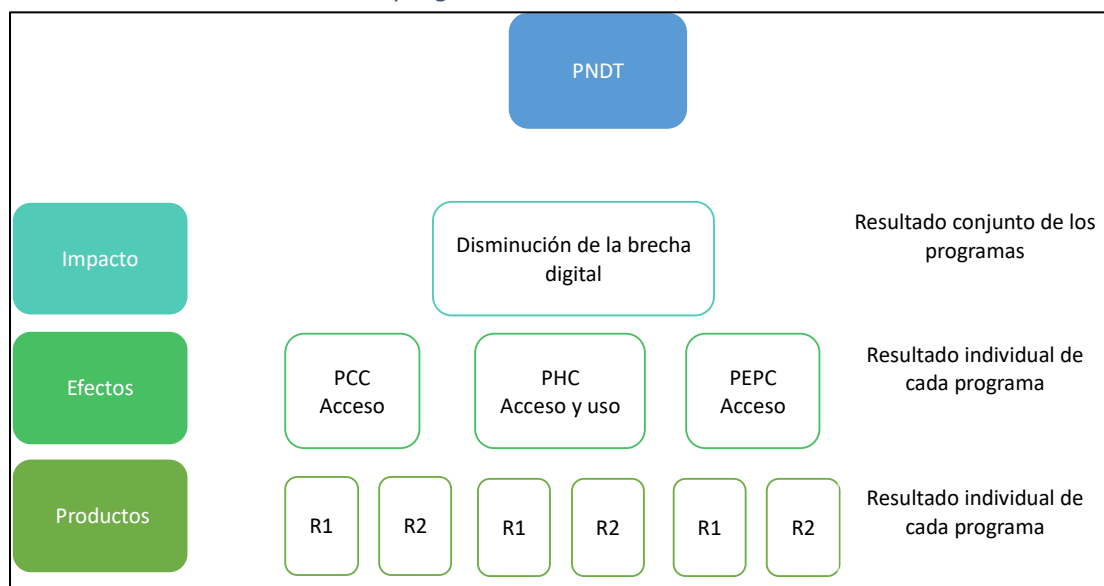 PNDT
Impacto
Disminución de la brecha
digital
Resultado conjunto de los
programas
Efectos
PCC
Acceso
PHC
Acceso y uso
PEPC
Acceso
Resultado individual de
cada programa
Productos
R1
R2
R1
R2
R1
R2
Resultado individual de
cada programa